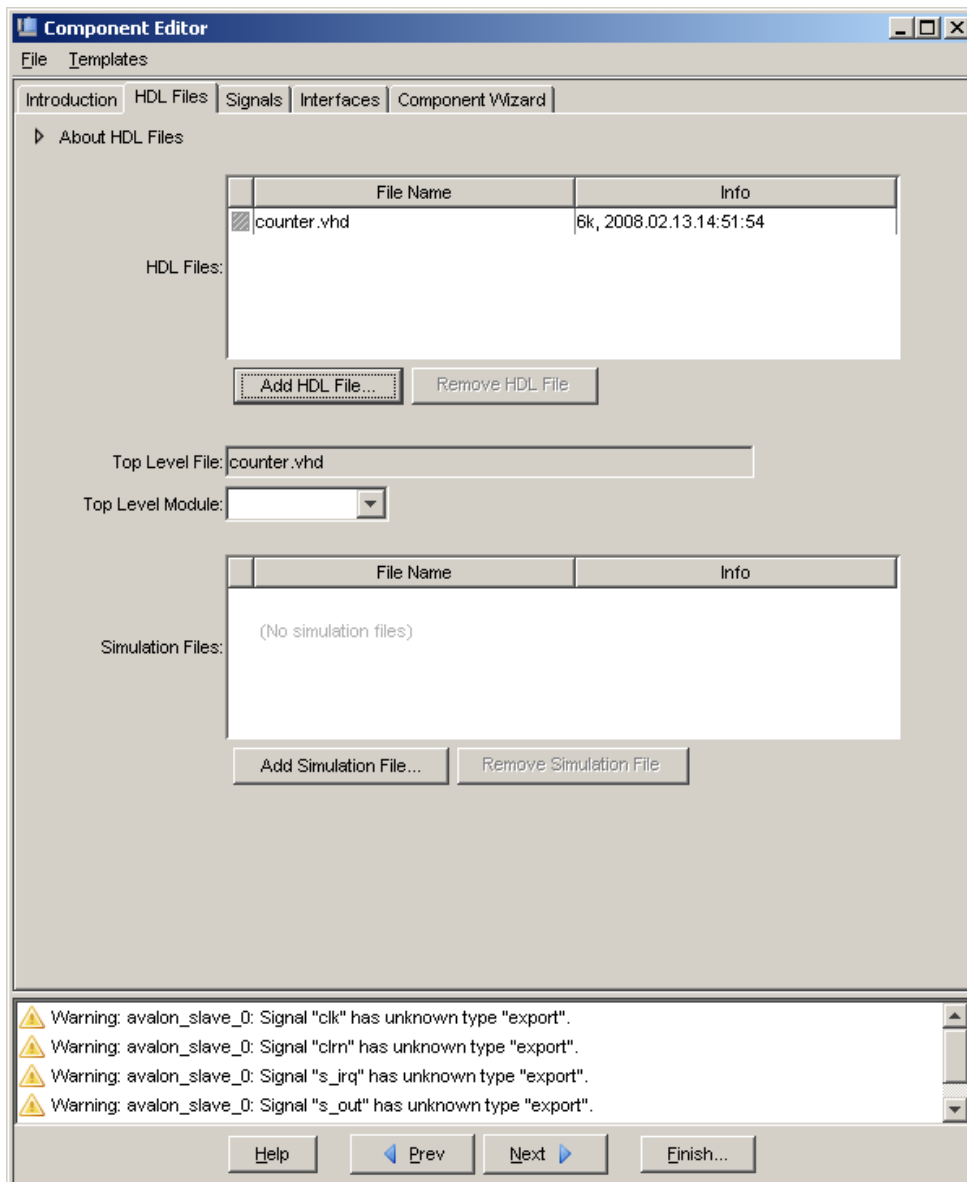 Component Editor
File Templates
Introduction HDL Files Signals Interfaces Component Wizard
About HDL Files
File Name Info
counter.vhd 6k, 2008.02.13.14:51:54
HDL Files:
Add HDL File... Remove HDL File
Top Level File: counter.vhd
Top Level Module:
File Name Info
(No simulation files)
Simulation Files:
Add Simulation File... Remove Simulation File
Warning: avalon_slave_0: Signal "clk" has unknown type "export".
Warning: avalon_slave_0: Signal "clrn" has unknown type "export".
Warning: avalon_slave_0: Signal "s_irq" has unknown type "export".
Warning: avalon_slave_0: Signal "s_out" has unknown type "export".
Help Prev Next Finish...